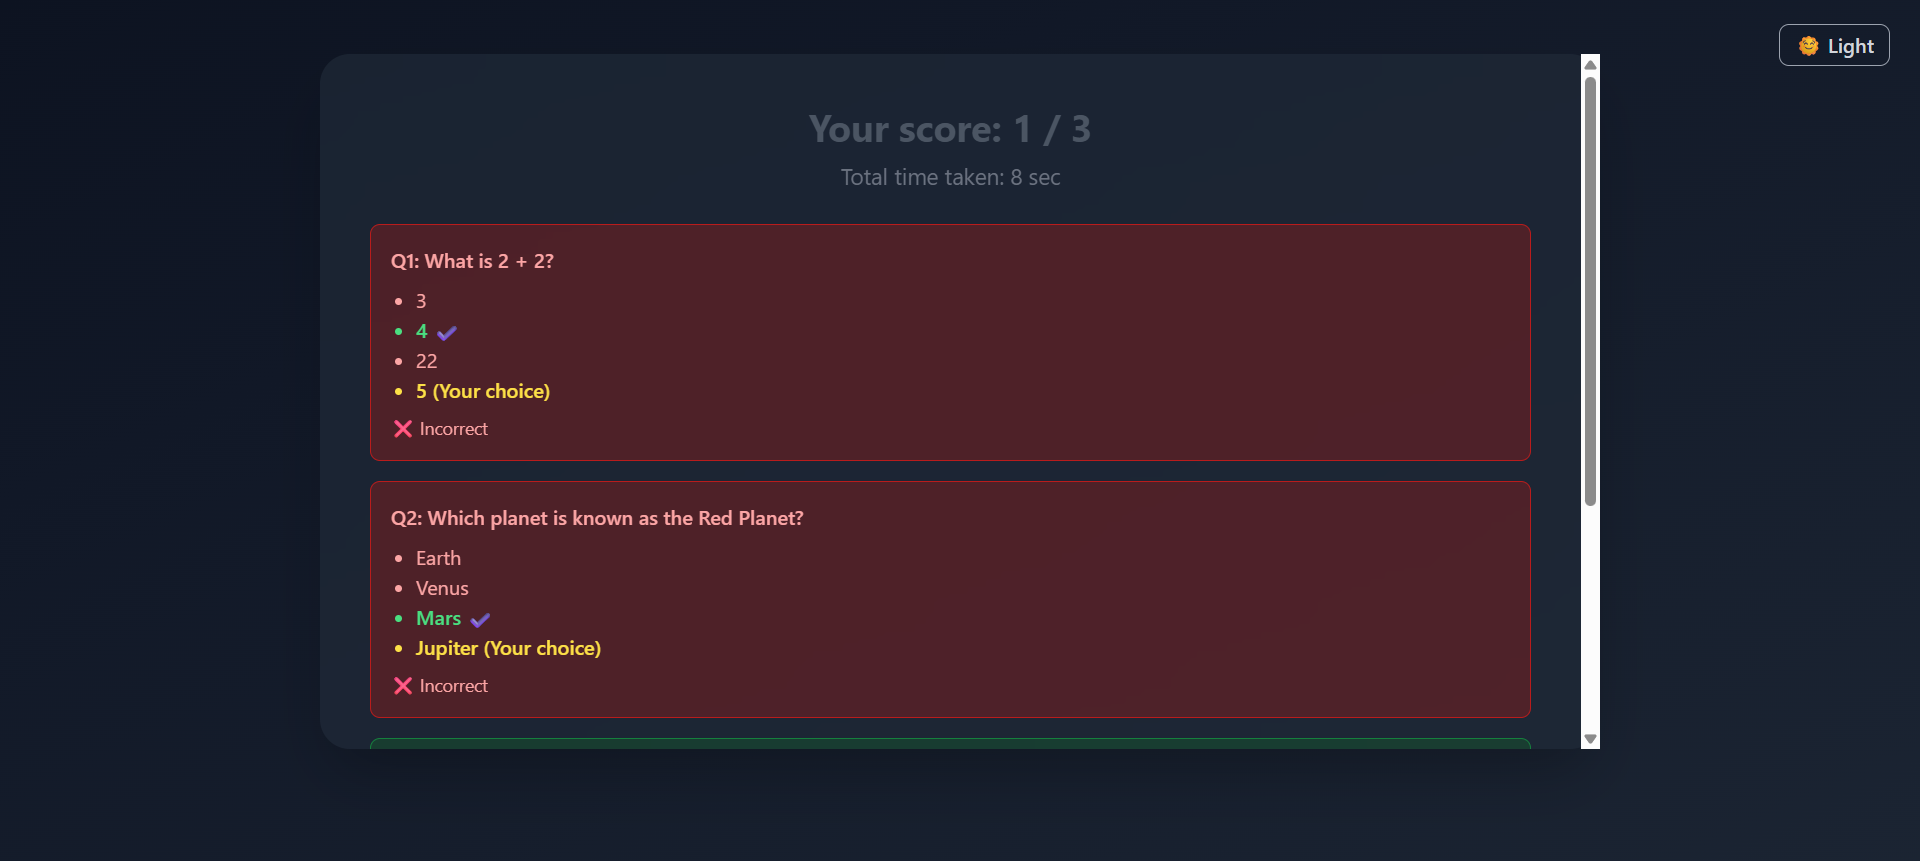 🌞 Light
Your score: 1 / 3
Total time taken: 8 sec
Q1: What is 2 + 2?
• 3
• 4 ✔
• 22
• 5 (Your choice)
❌ Incorrect
Q2: Which planet is known as the Red Planet?
• Earth
• Venus
• Mars ✔
• Jupiter (Your choice)
❌ Incorrect